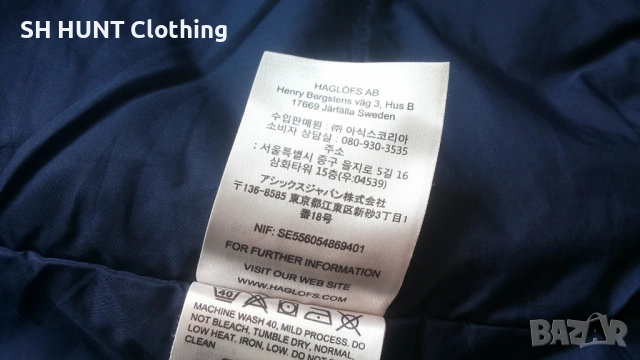 SH HUNT Clothing
HAGLÖFS AB
Henry Bergstens väg 3, Hus B
17669 Järfälla Sweden
수입판매원 : ㈜ 아식스코리아
소비자 상담실 : 080-930-3535
주소
: 서울특별시 중구 을지로 5길 16
삼화타워 15층(우:04539)
アシックスジャパン株式会社
〒136-8585 東京都江東区新砂3丁目1
番18号
NIF: SE556054869401
FOR FURTHER INFORMATION
VISIT OUR WEB SITE
WWW.HAGLOFS.COM
40
MACHINE WASH 40, MILD PROCESS. DO
NOT BLEACH. TUMBLE DRY, NORMAL
LOW HEAT. IRON, LOW. DO NOT
CLEAN
BAZAR